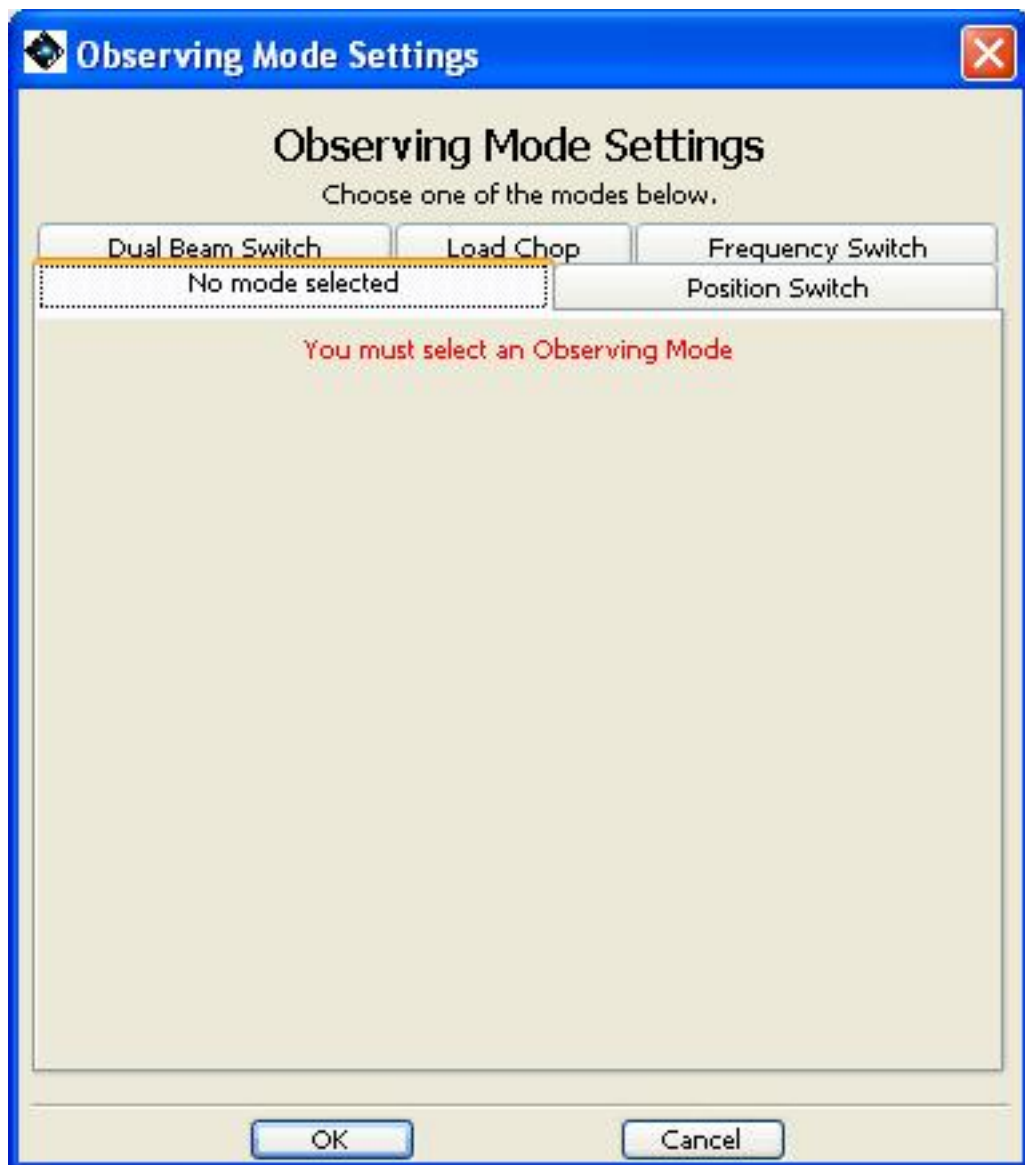 Observing Mode Settings
Observing Mode Settings
Choose one of the modes below.
Dual Beam Switch Load Chop Frequency Switch
No mode selected Position Switch
You must select an Observing Mode
OK Cancel